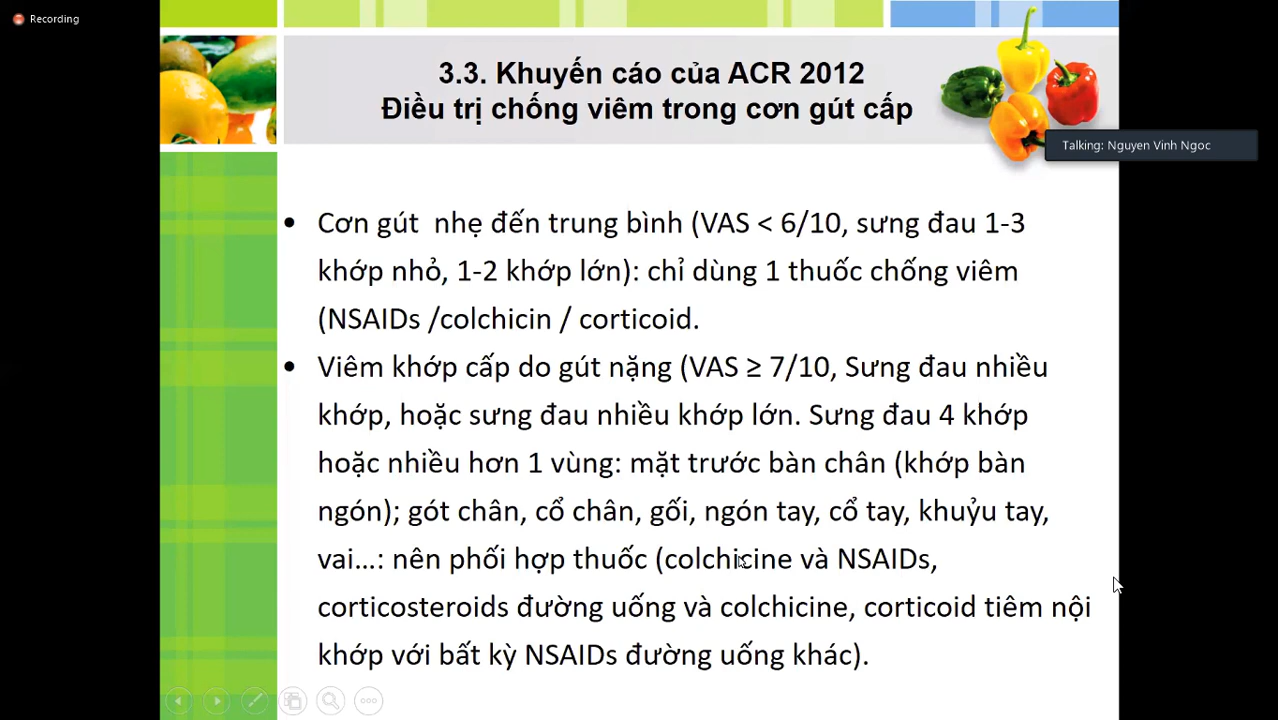 Recording
3.3. Khuyến cáo của ACR 2012
Điều trị chống viêm trong cơn gút cấp
Talking: Nguyen Vinh Ngoc
• Cơn gút nhẹ đến trung bình (VAS < 6/10, sưng đau 1-3
khớp nhỏ, 1-2 khớp lớn): chỉ dùng 1 thuốc chống viêm
(NSAIDs /colchicin / corticoid.
• Viêm khớp cấp do gút nặng (VAS ≥ 7/10, Sưng đau nhiều
khớp, hoặc sưng đau nhiều khớp lớn. Sưng đau 4 khớp
hoặc nhiều hơn 1 vùng: mặt trước bàn chân (khớp bàn
ngón); gót chân, cổ chân, gối, ngón tay, cổ tay, khuỷu tay,
vai…: nên phối hợp thuốc (colchicine và NSAIDs,
corticosteroids đường uống và colchicine, corticoid tiêm nội
khớp với bất kỳ NSAIDs đường uống khác).